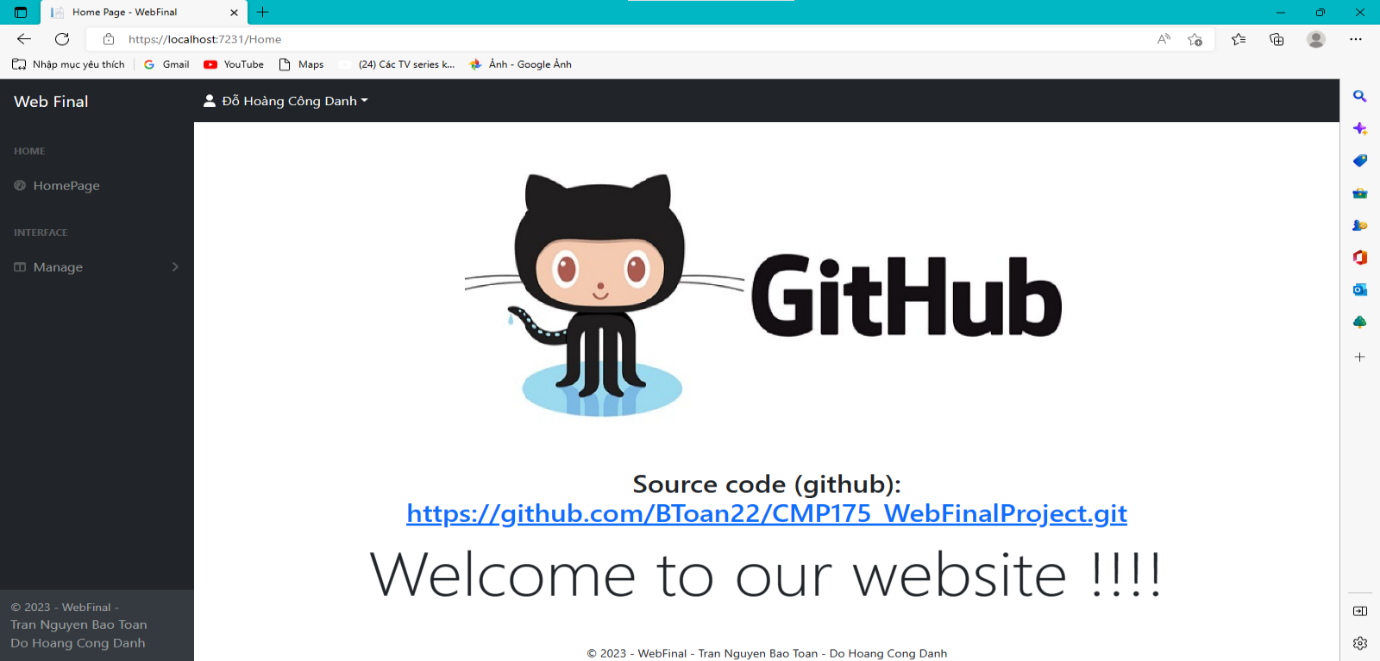 Home Page - WebFinal
https://localhost:7231/Home
Nhập mục yêu thích
Gmail
YouTube
Maps
(24) Các TV series k...
Ảnh - Google Ảnh
Web Final
Đỗ Hoàng Công Danh
HOME
HomePage
INTERFACE
Manage
GitHub
Source code (github):
https://github.com/BToan22/CMP175_WebFinalProject.git
Welcome to our website !!!!
© 2023 - WebFinal -
Tran Nguyen Bao Toan
Do Hoang Cong Danh
© 2023 - WebFinal - Tran Nguyen Bao Toan - Do Hoang Cong Danh